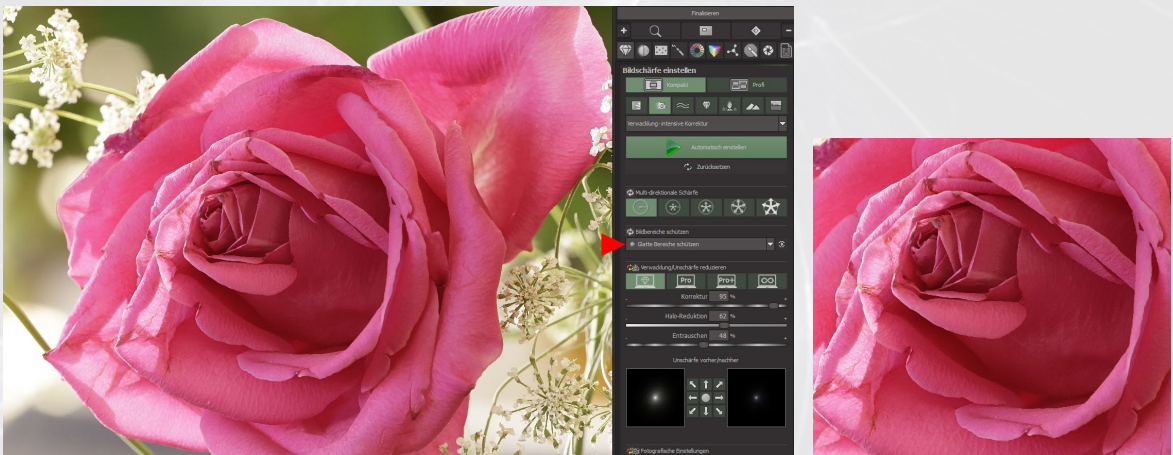 Finalisieren
Bildschärfe einstellen
Kompakt
Profi
Verwacklung - intensive Korrektur
Automatisch einstellen
Zurücksetzen
Multi-direktionale Schärfe
Bildbereiche schützen
Glatte Bereiche schützen
Verwacklung/Unschärfe reduzieren
Pro
Pro+
Korrektur 95 %
Halo-Reduktion 62 %
Entrauschen 48 %
Unschärfe vorher/nachher
Fotografische Einstellungen